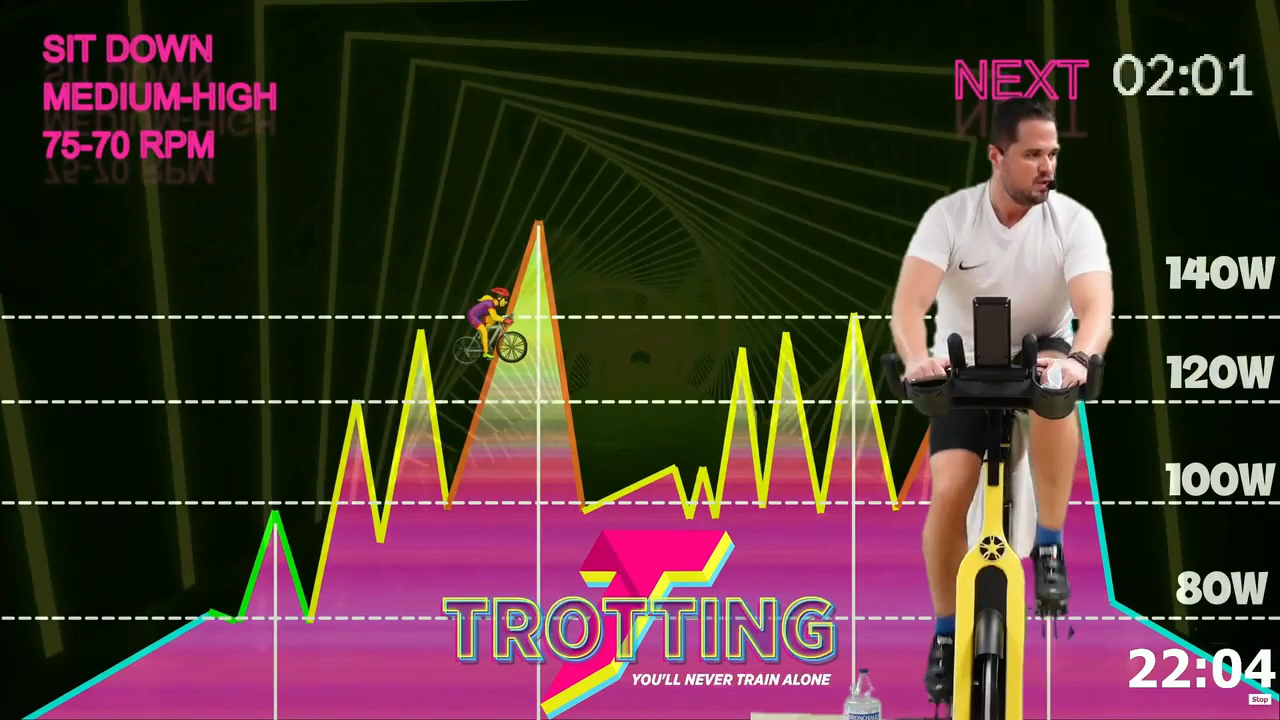 SIT DOWN
MEDIUM-HIGH
75-70 RPM
NEXT 02:01
140W
120W
100W
80W
TROTTING
YOU'LL NEVER TRAIN ALONE
22:04
Stop